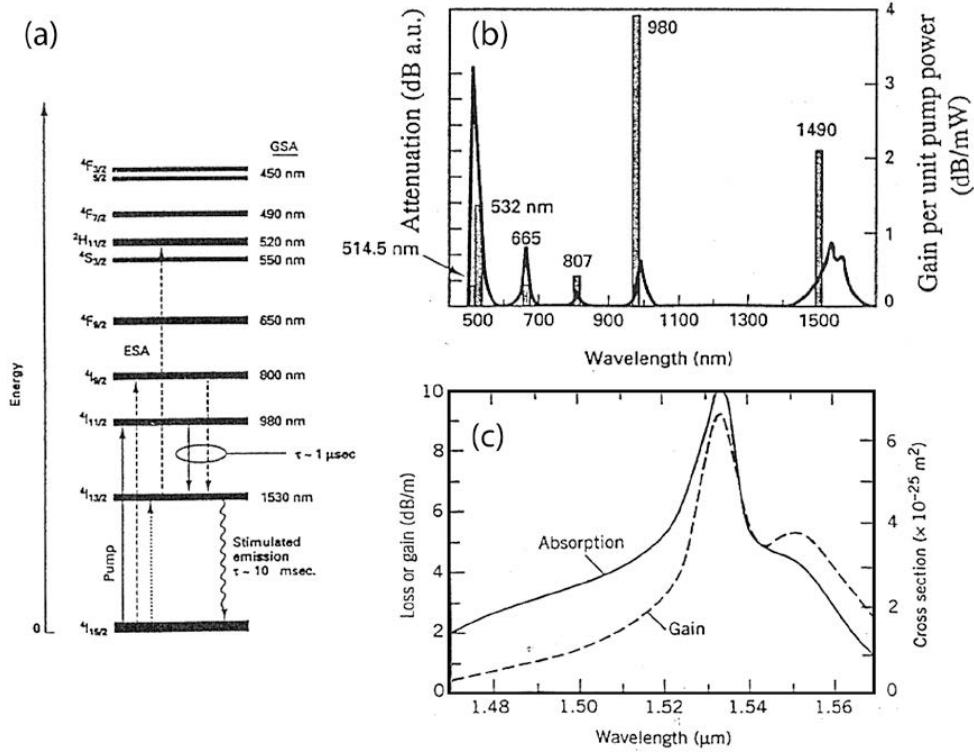 (a)
Energy
0
GSA
⁴F₃/₂
₅/₂
450 nm
⁴F₇/₂
490 nm
²H₁₁/₂
520 nm
⁴S₃/₂
550 nm
⁴F₉/₂
650 nm
ESA
⁴I₉/₂
800 nm
⁴I₁₁/₂
980 nm
τ ~ 1 μsec
⁴I₁₃/₂
1530 nm
Pump
Stimulated
emission
τ ~ 10 msec.
⁴I₁₅/₂
(b)
Attenuation (dB a.u.)
Gain per unit pump power
(dB/mW)
4
3
2
1
0
980
1490
532 nm
514.5 nm
665
807
500
700
900
1100
1300
1500
Wavelength (nm)
(c)
Loss or gain (dB/m)
10
8
6
4
2
0
Absorption
Gain
Cross section (× 10⁻²⁵ m²)
6
4
2
0
1.48
1.50
1.52
1.54
1.56
Wavelength (μm)